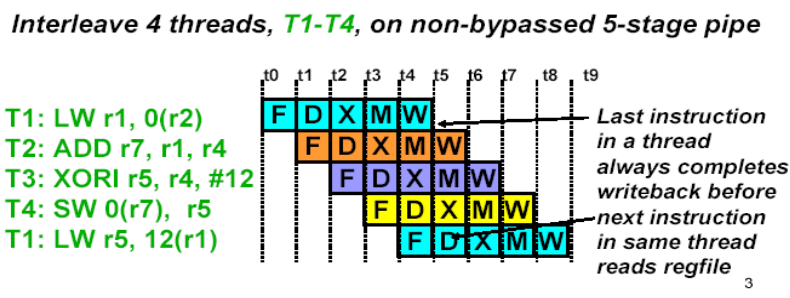 Interleave 4 threads, T1-T4, on non-bypassed 5-stage pipe
t0 t1 t2 t3 t4 t5 t6 t7 t8 t9
T1: LW r1, 0(r2) F D X M W
T2: ADD r7, r1, r4 F D X M W
T3: XORI r5, r4, #12 F D X M W
T4: SW 0(r7), r5 F D X M W
T1: LW r5, 12(r1) F D X M W
Last instruction
in a thread
always completes
writeback before
next instruction
in same thread
reads regfile
3